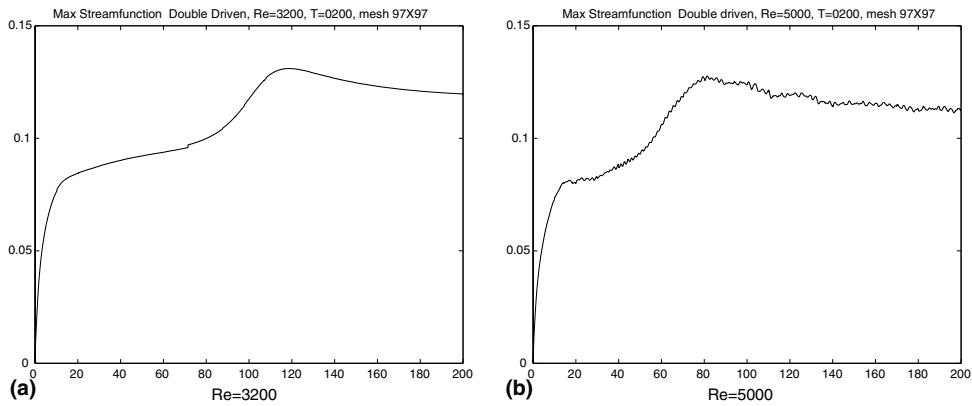 Max Streamfunction Double Driven, Re=3200, T=0200, mesh 97X97
0.15
0.1
0.05
0
0 20 40 60 80 100 120 140 160 180 200
(a)
Re=3200
Max Streamfunction Double driven, Re=5000, T=0200, mesh 97X97
0.15
0.1
0.05
0
0 20 40 60 80 100 120 140 160 180 200
(b)
Re=5000